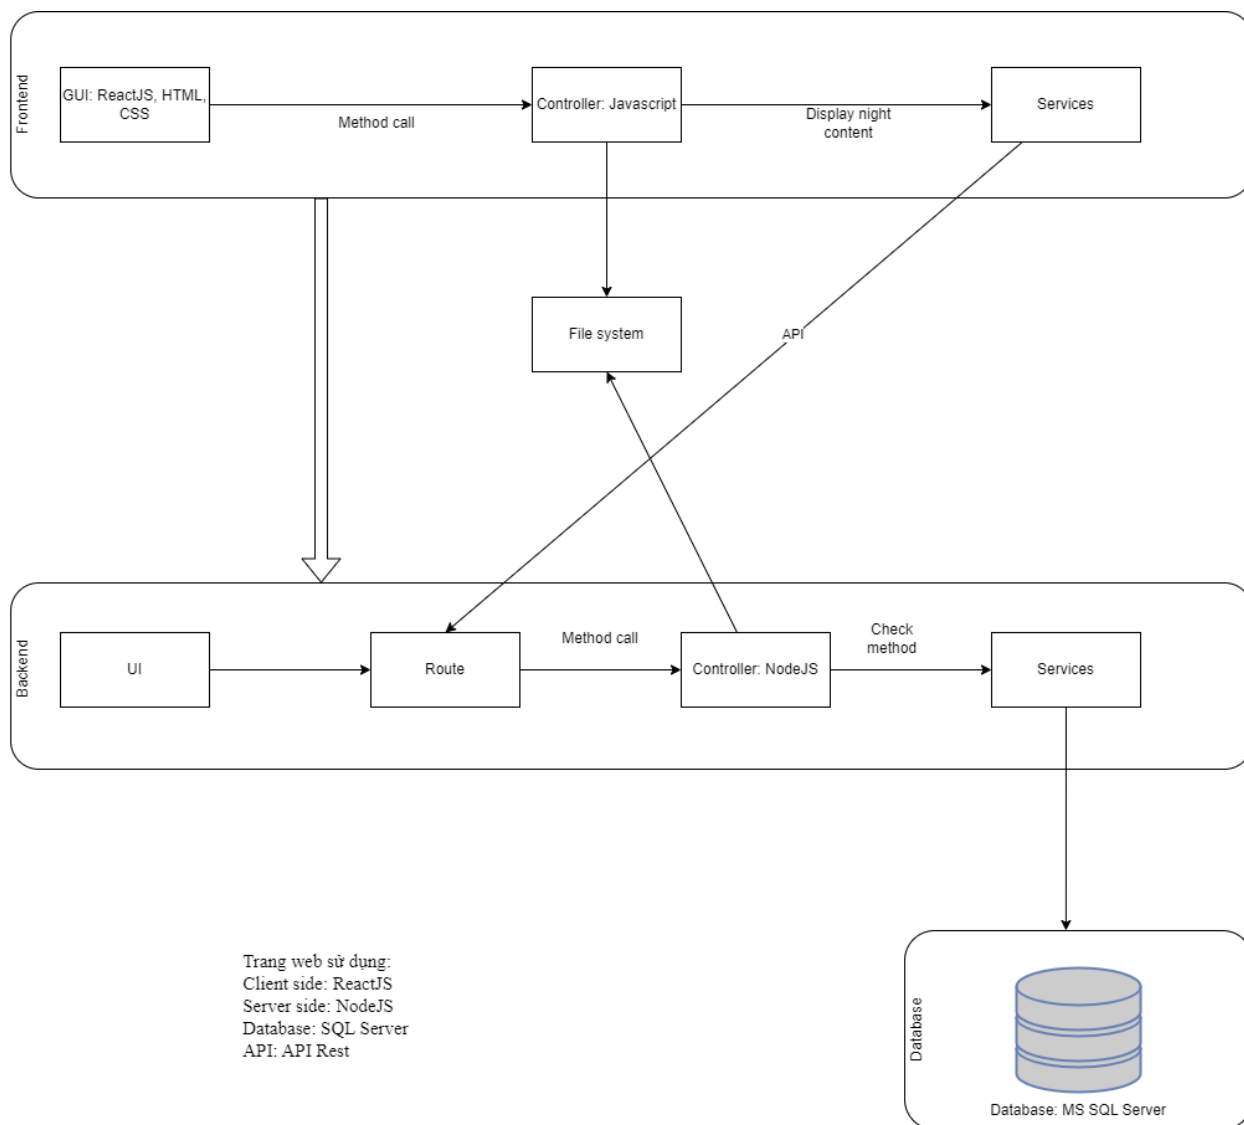 Frontend
GUI: ReactJS, HTML,
CSS
Method call
Controller: Javascript
Display night
content
Services
File system
API
Backend
UI
Route
Method call
Controller: NodeJS
Check
method
Services
Trang web sử dụng:
Client side: ReactJS
Server side: NodeJS
Database: SQL Server
API: API Rest
Database
Database: MS SQL Server